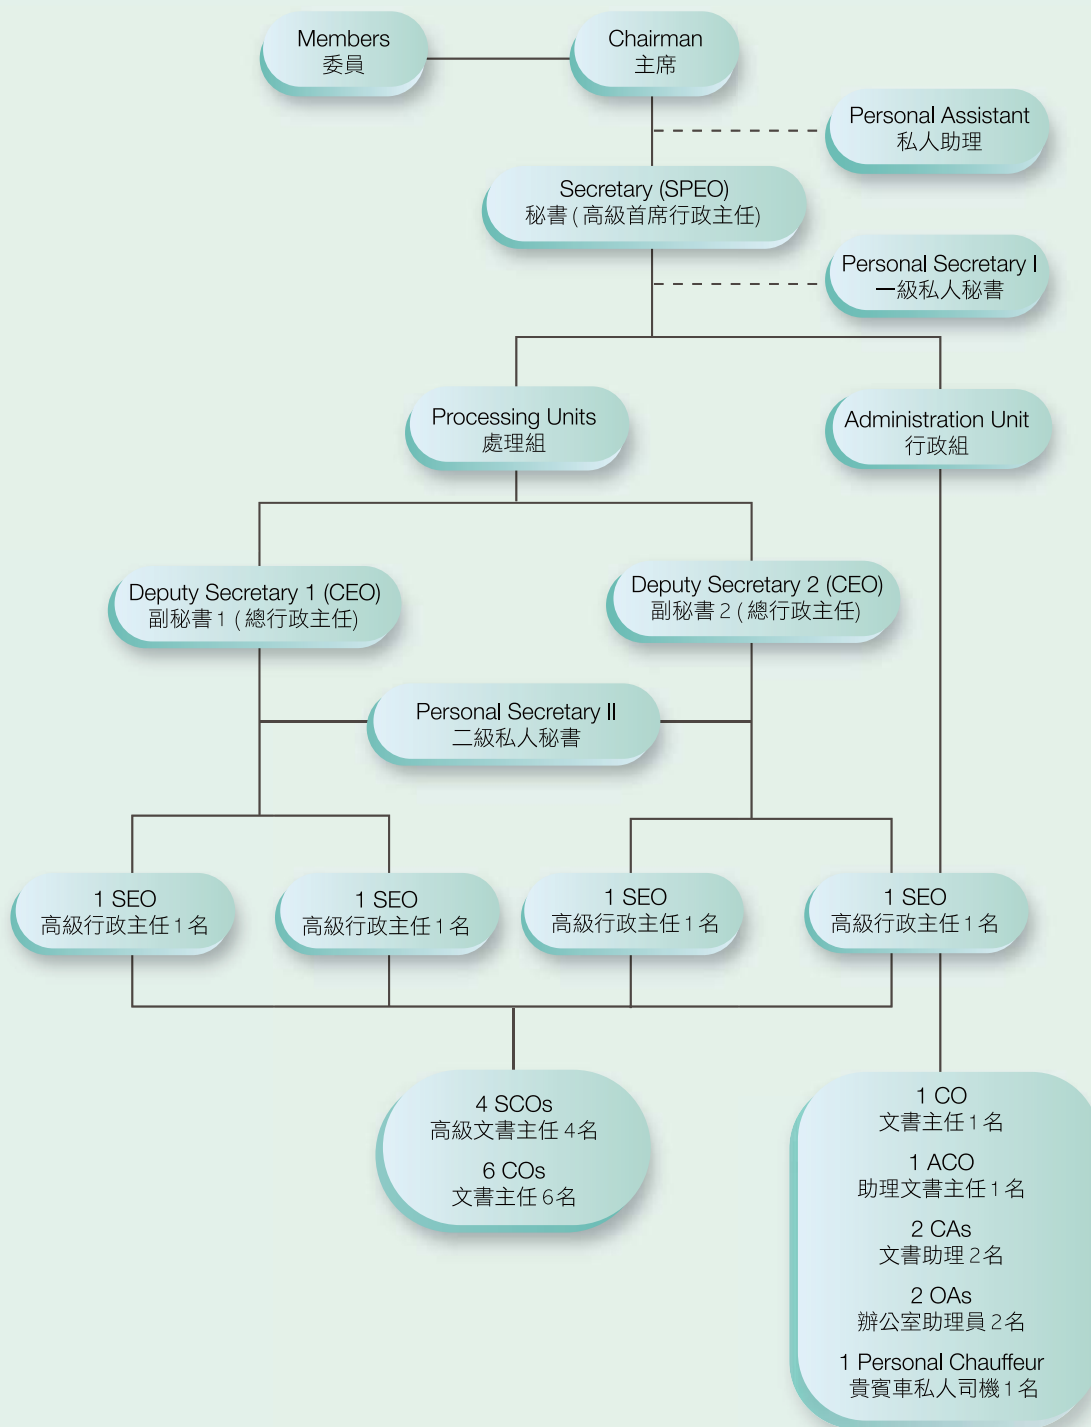 Members
委員
Chairman
主席
Personal Assistant
私人助理
Secretary (SPEO)
秘書 ( 高級首席行政主任)
Personal Secretary I
一級私人秘書
Processing Units
處理組
Administration Unit
行政組
Deputy Secretary 1 (CEO)
副秘書 1 ( 總行政主任)
Deputy Secretary 2 (CEO)
副秘書 2 ( 總行政主任)
Personal Secretary II
二級私人秘書
1 SEO
高級行政主任 1 名
1 SEO
高級行政主任 1 名
1 SEO
高級行政主任 1 名
1 SEO
高級行政主任 1 名
4 SCOs
高級文書主任 4 名
6 COs
文書主任 6 名
1 CO
文書主任 1 名
1 ACO
助理文書主任 1 名
2 CAs
文書助理 2 名
2 OAs
辦公室助理員 2 名
1 Personal Chauffeur
貴賓車私人司機 1 名